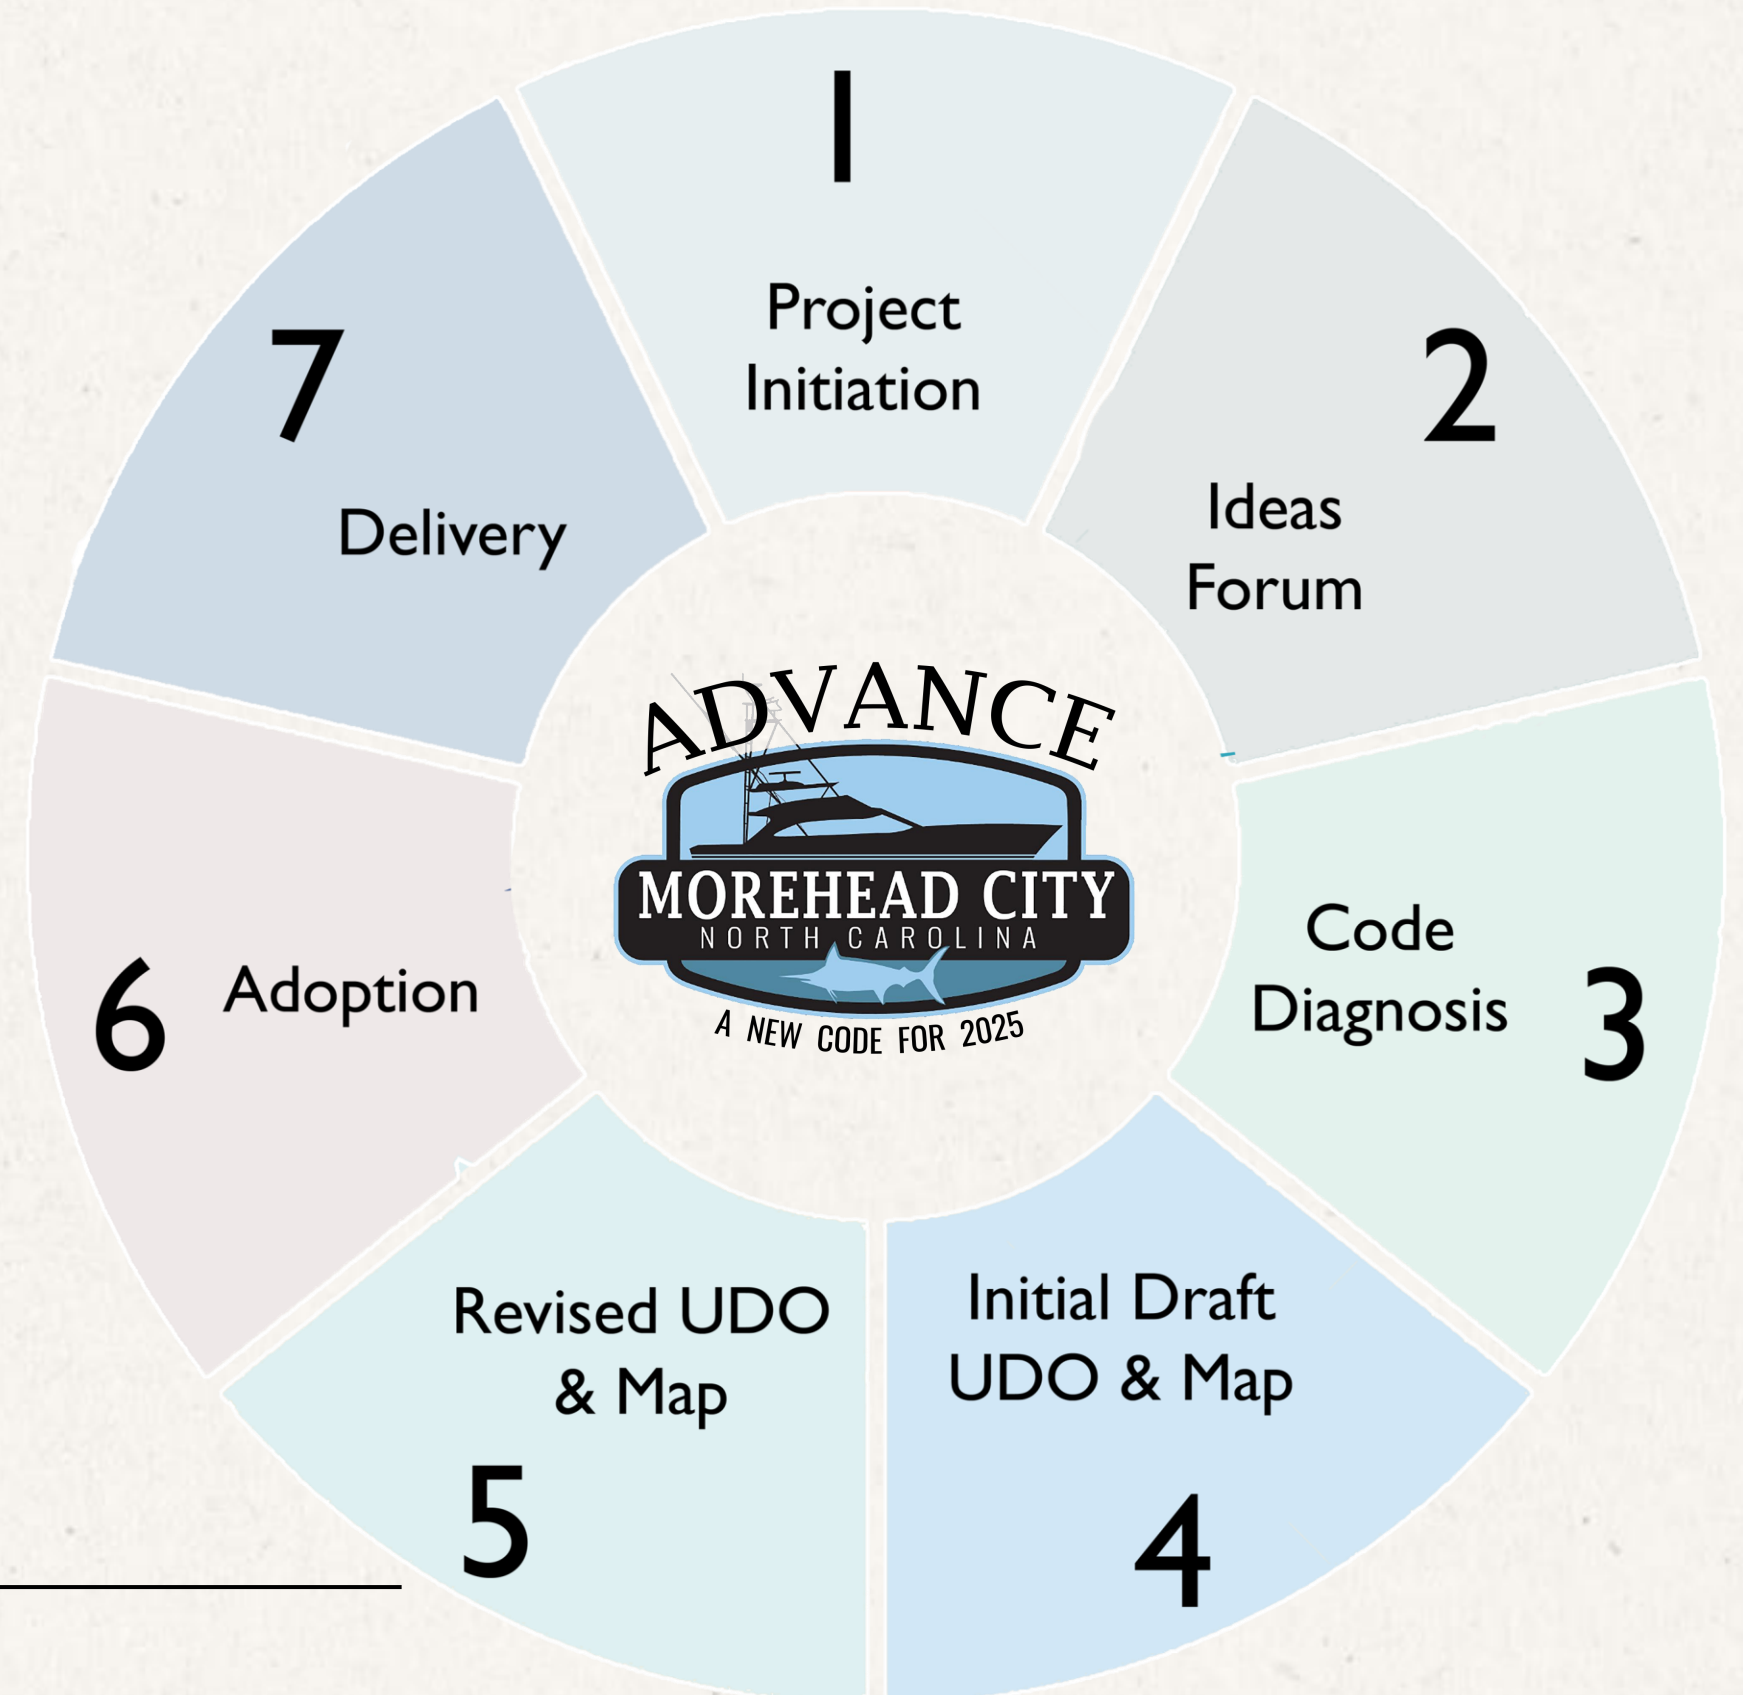 1
Project
Initiation
2
Ideas
Forum
3
Code
Diagnosis
4
Initial Draft
UDO & Map
5
Revised UDO
& Map
6
Adoption
7
Delivery
ADVANCE
MOREHEAD CITY
NORTH CAROLINA
A NEW CODE FOR 2025